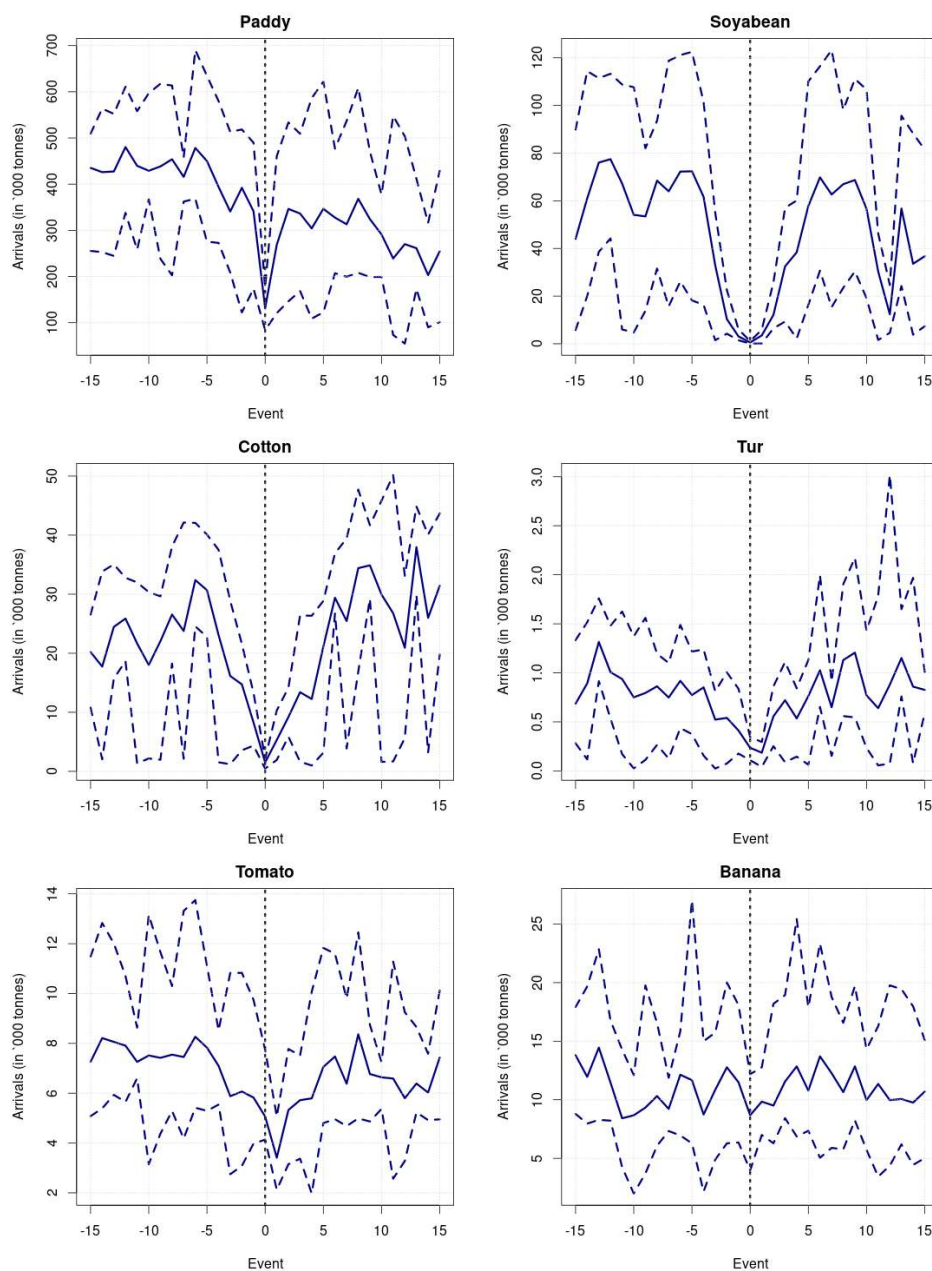 Paddy
Arrivals (in `000 tonnes)
700
600
500
400
300
200
100
-15 -10 -5 0 5 10 15
Event
Soyabean
Arrivals (in `000 tonnes)
120
100
80
60
40
20
0
-15 -10 -5 0 5 10 15
Event
Cotton
Arrivals (in `000 tonnes)
50
40
30
20
10
0
-15 -10 -5 0 5 10 15
Event
Tur
Arrivals (in `000 tonnes)
3.0
2.5
2.0
1.5
1.0
0.5
0.0
-15 -10 -5 0 5 10 15
Event
Tomato
Arrivals (in `000 tonnes)
14
12
10
8
6
4
2
-15 -10 -5 0 5 10 15
Event
Banana
Arrivals (in `000 tonnes)
25
20
15
10
5
-15 -10 -5 0 5 10 15
Event